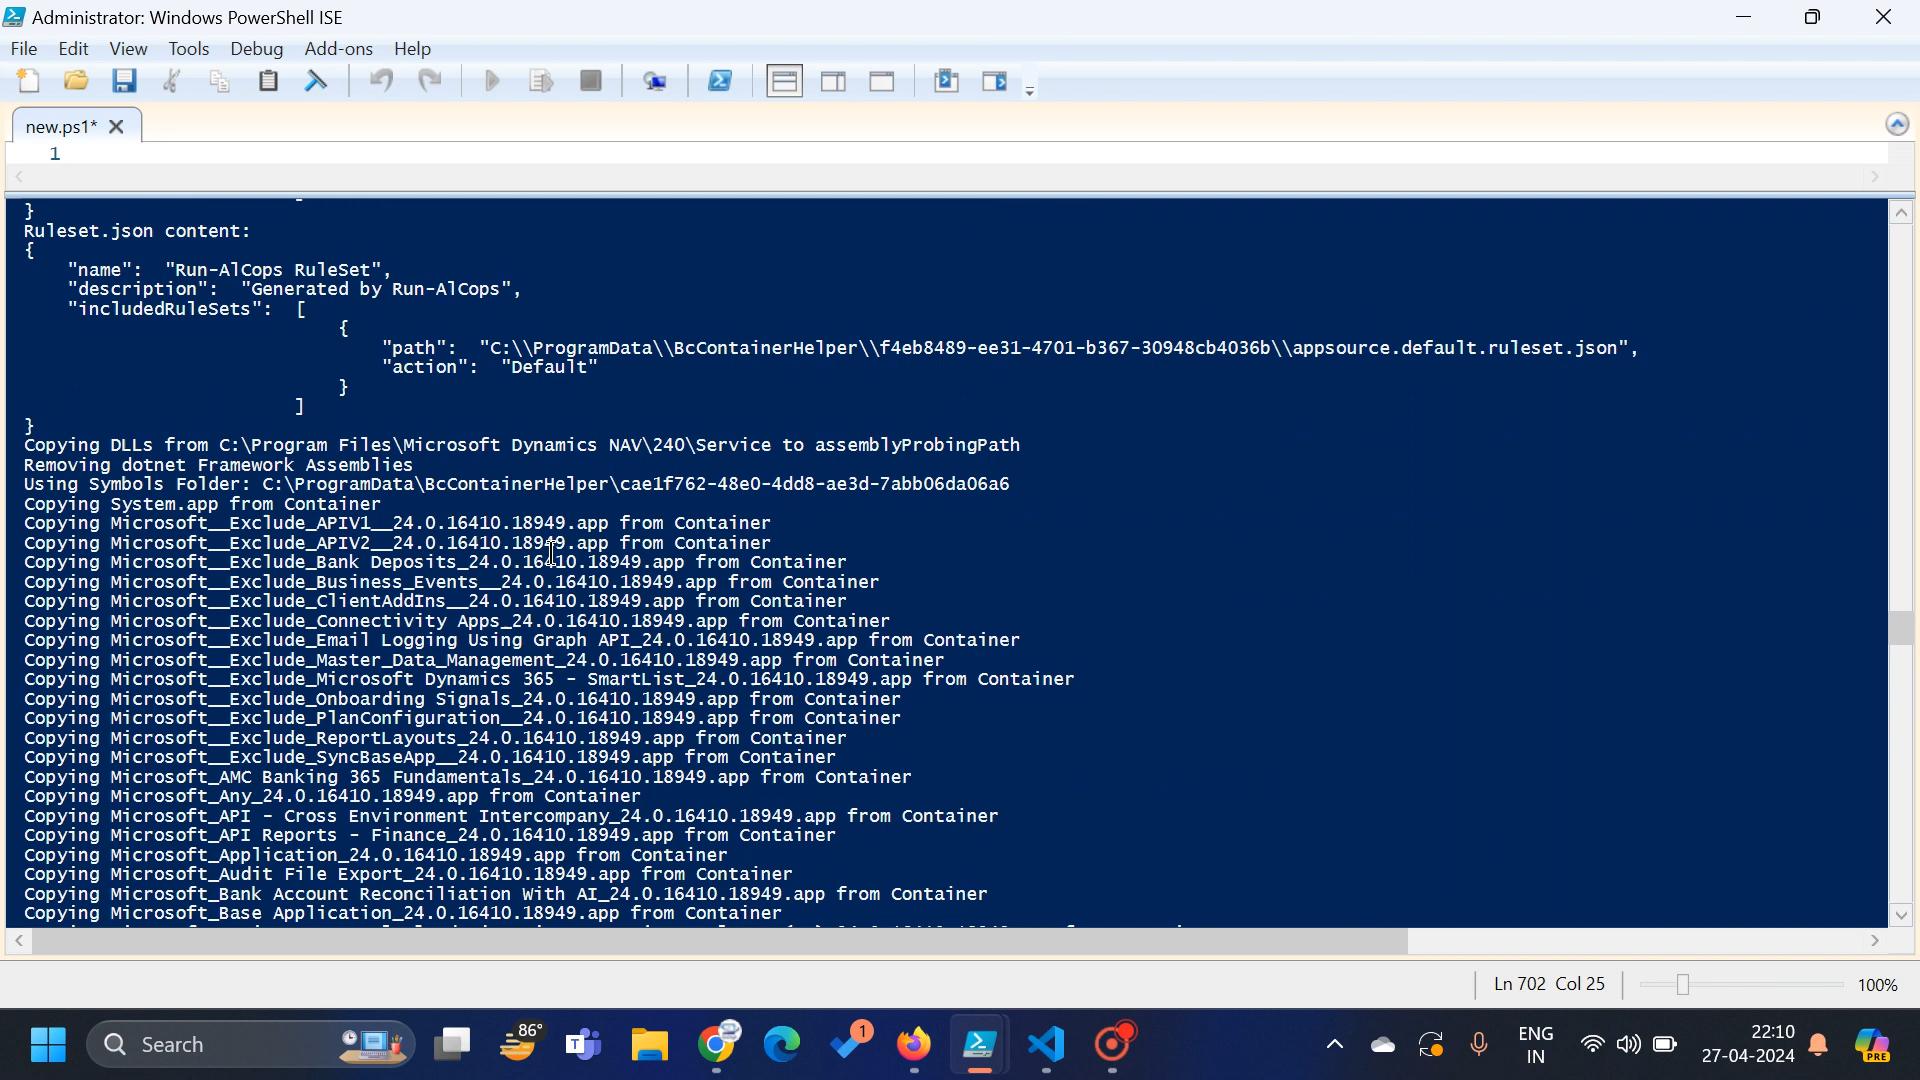 Administrator: Windows PowerShell ISE
File Edit View Tools Debug Add-ons Help
new.ps1*
1
}
Ruleset.json content:
{
"name": "Run-AlCops RuleSet",
"description": "Generated by Run-AlCops",
"includedRuleSets": [
{
"path": "C:\\ProgramData\\BcContainerHelper\\f4eb8489-ee31-4701-b367-30948cb4036b\\appsource.default.ruleset.json",
"action": "Default"
}
]
}
Copying DLLs from C:\Program Files\Microsoft Dynamics NAV\240\Service to assemblyProbingPath
Removing dotnet Framework Assemblies
Using Symbols Folder: C:\ProgramData\BcContainerHelper\cae1f762-48e0-4dd8-ae3d-7abb06da06a6
Copying System.app from Container
Copying Microsoft__Exclude_APIV1__24.0.16410.18949.app from Container
Copying Microsoft__Exclude_APIV2__24.0.16410.18949.app from Container
Copying Microsoft__Exclude_Bank Deposits_24.0.16410.18949.app from Container
Copying Microsoft__Exclude_Business_Events__24.0.16410.18949.app from Container
Copying Microsoft__Exclude_ClientAddIns__24.0.16410.18949.app from Container
Copying Microsoft__Exclude_Connectivity Apps_24.0.16410.18949.app from Container
Copying Microsoft__Exclude_Email Logging Using Graph API_24.0.16410.18949.app from Container
Copying Microsoft__Exclude_Master_Data_Management_24.0.16410.18949.app from Container
Copying Microsoft__Exclude_Microsoft Dynamics 365 - SmartList_24.0.16410.18949.app from Container
Copying Microsoft__Exclude_Onboarding Signals_24.0.16410.18949.app from Container
Copying Microsoft__Exclude_PlanConfiguration__24.0.16410.18949.app from Container
Copying Microsoft__Exclude_ReportLayouts_24.0.16410.18949.app from Container
Copying Microsoft__Exclude_SyncBaseApp__24.0.16410.18949.app from Container
Copying Microsoft_AMC Banking 365 Fundamentals_24.0.16410.18949.app from Container
Copying Microsoft_Any_24.0.16410.18949.app from Container
Copying Microsoft_API - Cross Environment Intercompany_24.0.16410.18949.app from Container
Copying Microsoft_API Reports - Finance_24.0.16410.18949.app from Container
Copying Microsoft_Application_24.0.16410.18949.app from Container
Copying Microsoft_Audit File Export_24.0.16410.18949.app from Container
Copying Microsoft_Bank Account Reconciliation With AI_24.0.16410.18949.app from Container
Copying Microsoft_Base Application_24.0.16410.18949.app from Container
Ln 702 Col 25
100%
Search
86°
1
ENG
IN
22:10
27-04-2024
PRE